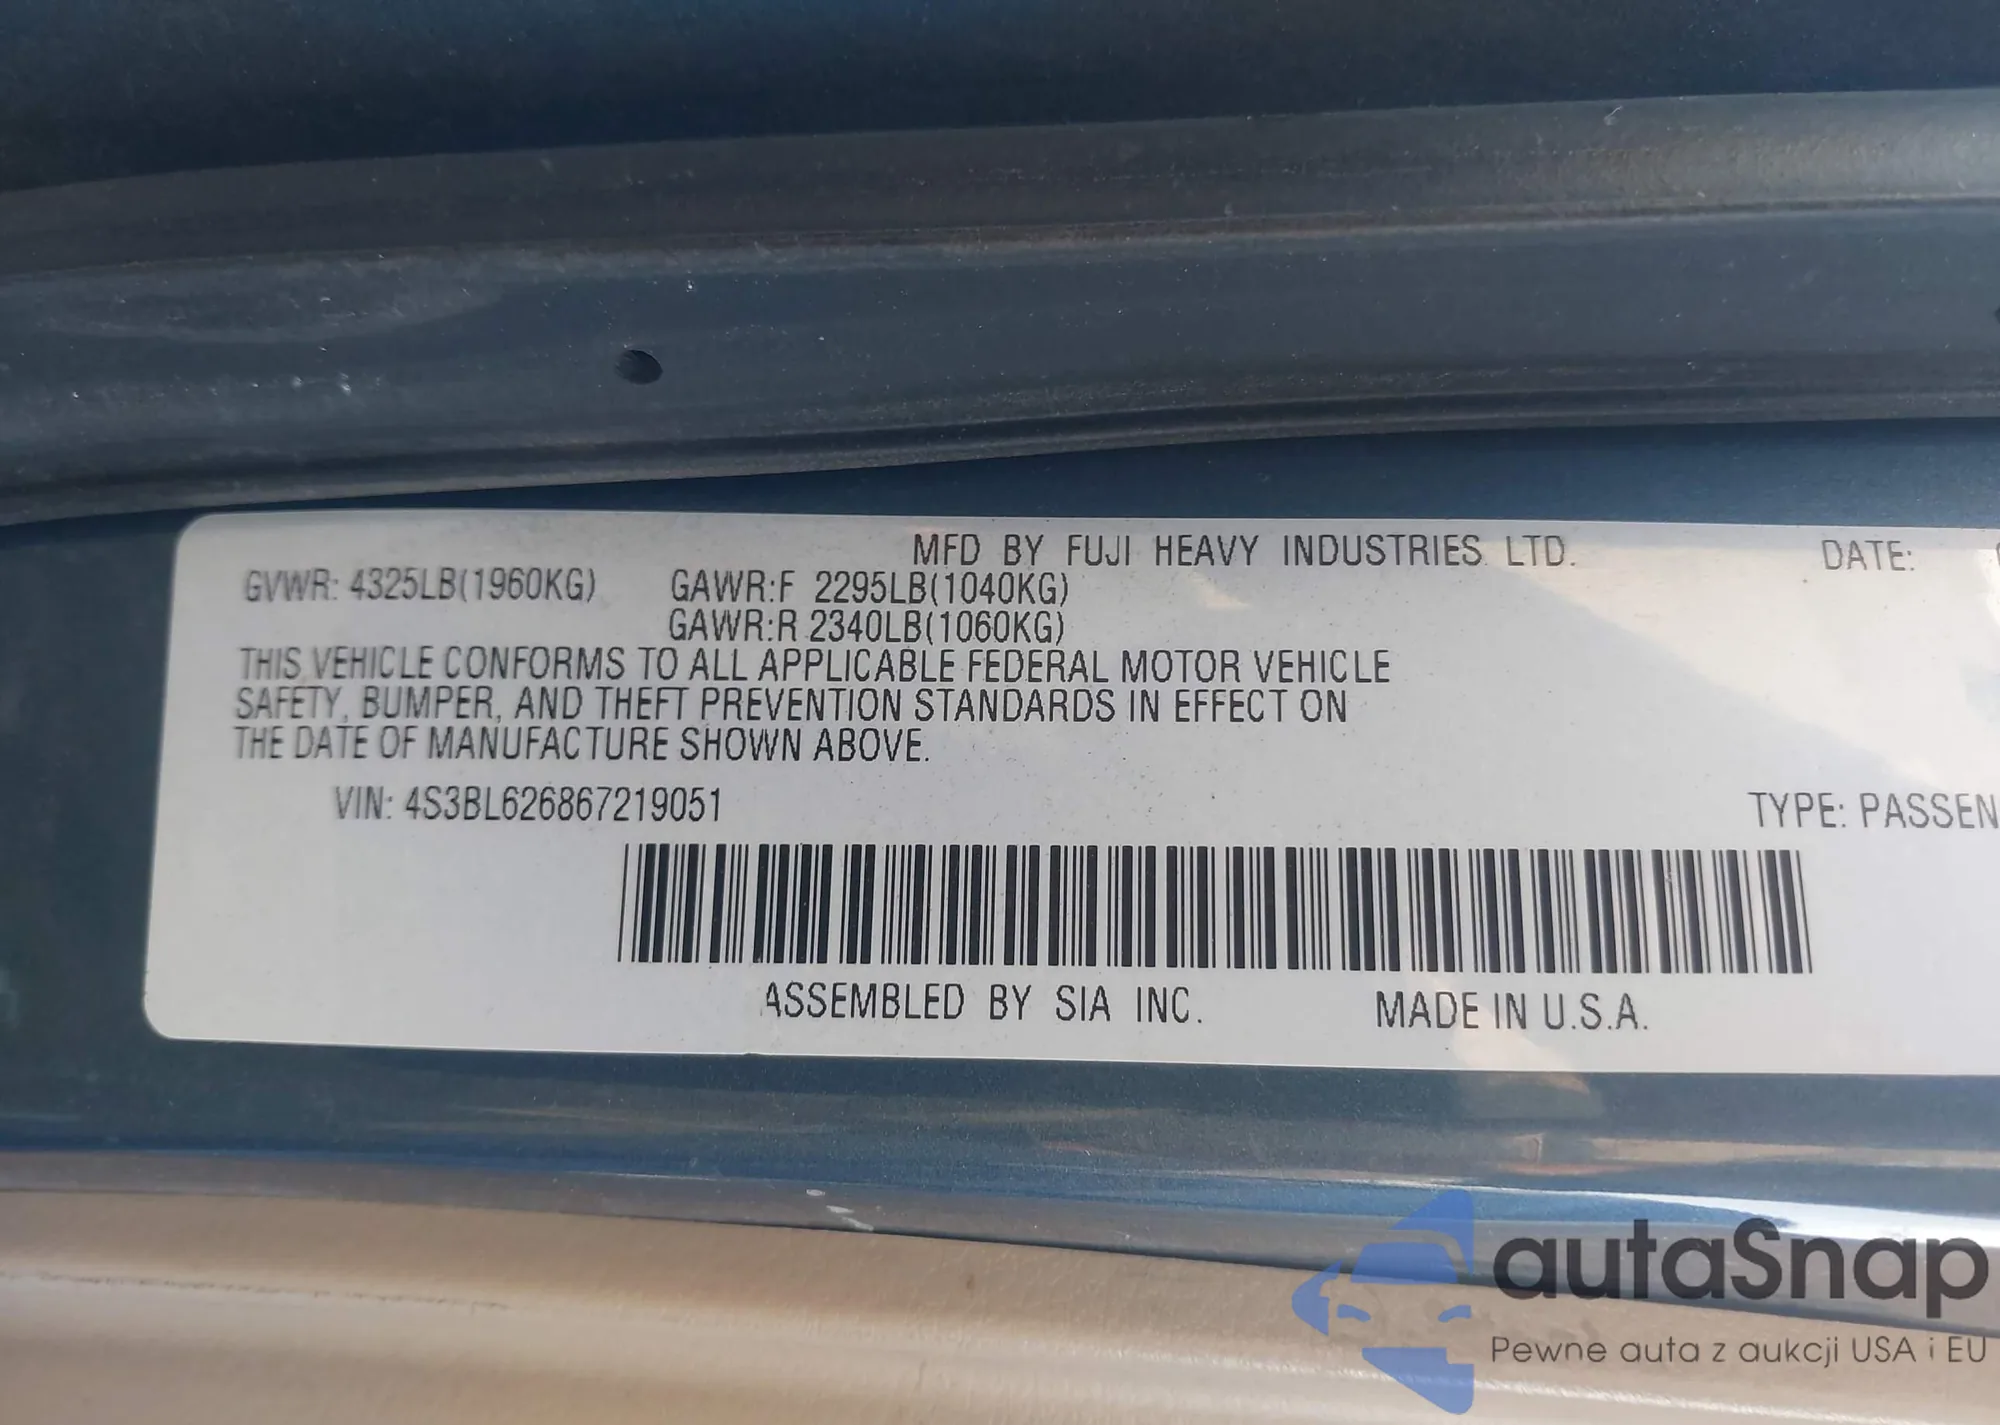 MFD BY FUJI HEAVY INDUSTRIES LTD. DATE:
GVWR: 4325LB(1960KG) GAWR:F 2295LB(1040KG)
GAWR:R 2340LB(1060KG)
THIS VEHICLE CONFORMS TO ALL APPLICABLE FEDERAL MOTOR VEHICLE
SAFETY, BUMPER, AND THEFT PREVENTION STANDARDS IN EFFECT ON
THE DATE OF MANUFACTURE SHOWN ABOVE.
VIN: 4S3BL626867219051 TYPE: PASSEN
ASSEMBLED BY SIA INC. MADE IN U.S.A.
autaSnap
Pewne auta z aukcji USA i EU